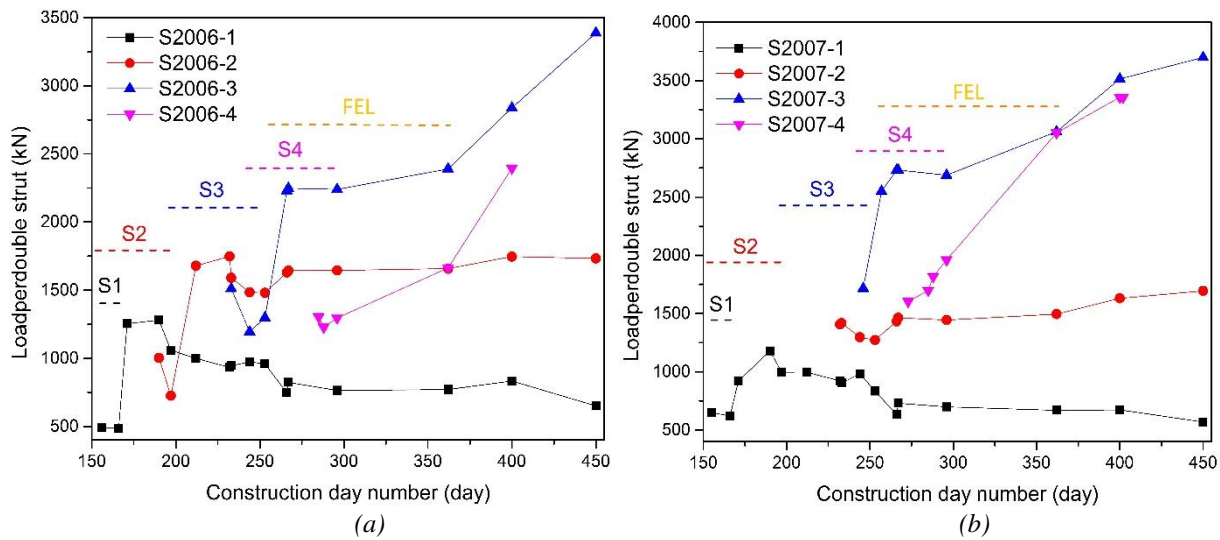 3500
3000
2500
2000
1500
1000
500
Loadperdouble strut (kN)
S2006-1
S2006-2
S2006-3
S2006-4
FEL
S4
S3
S2
S1
150 200 250 300 350 400 450
Construction day number (day)
(a)
4000
3500
3000
2500
2000
1500
1000
500
Loadperdouble strut (kN)
S2007-1
S2007-2
S2007-3
S2007-4
FEL
S4
S3
S2
S1
150 200 250 300 350 400 450
Construction day number (day)
(b)